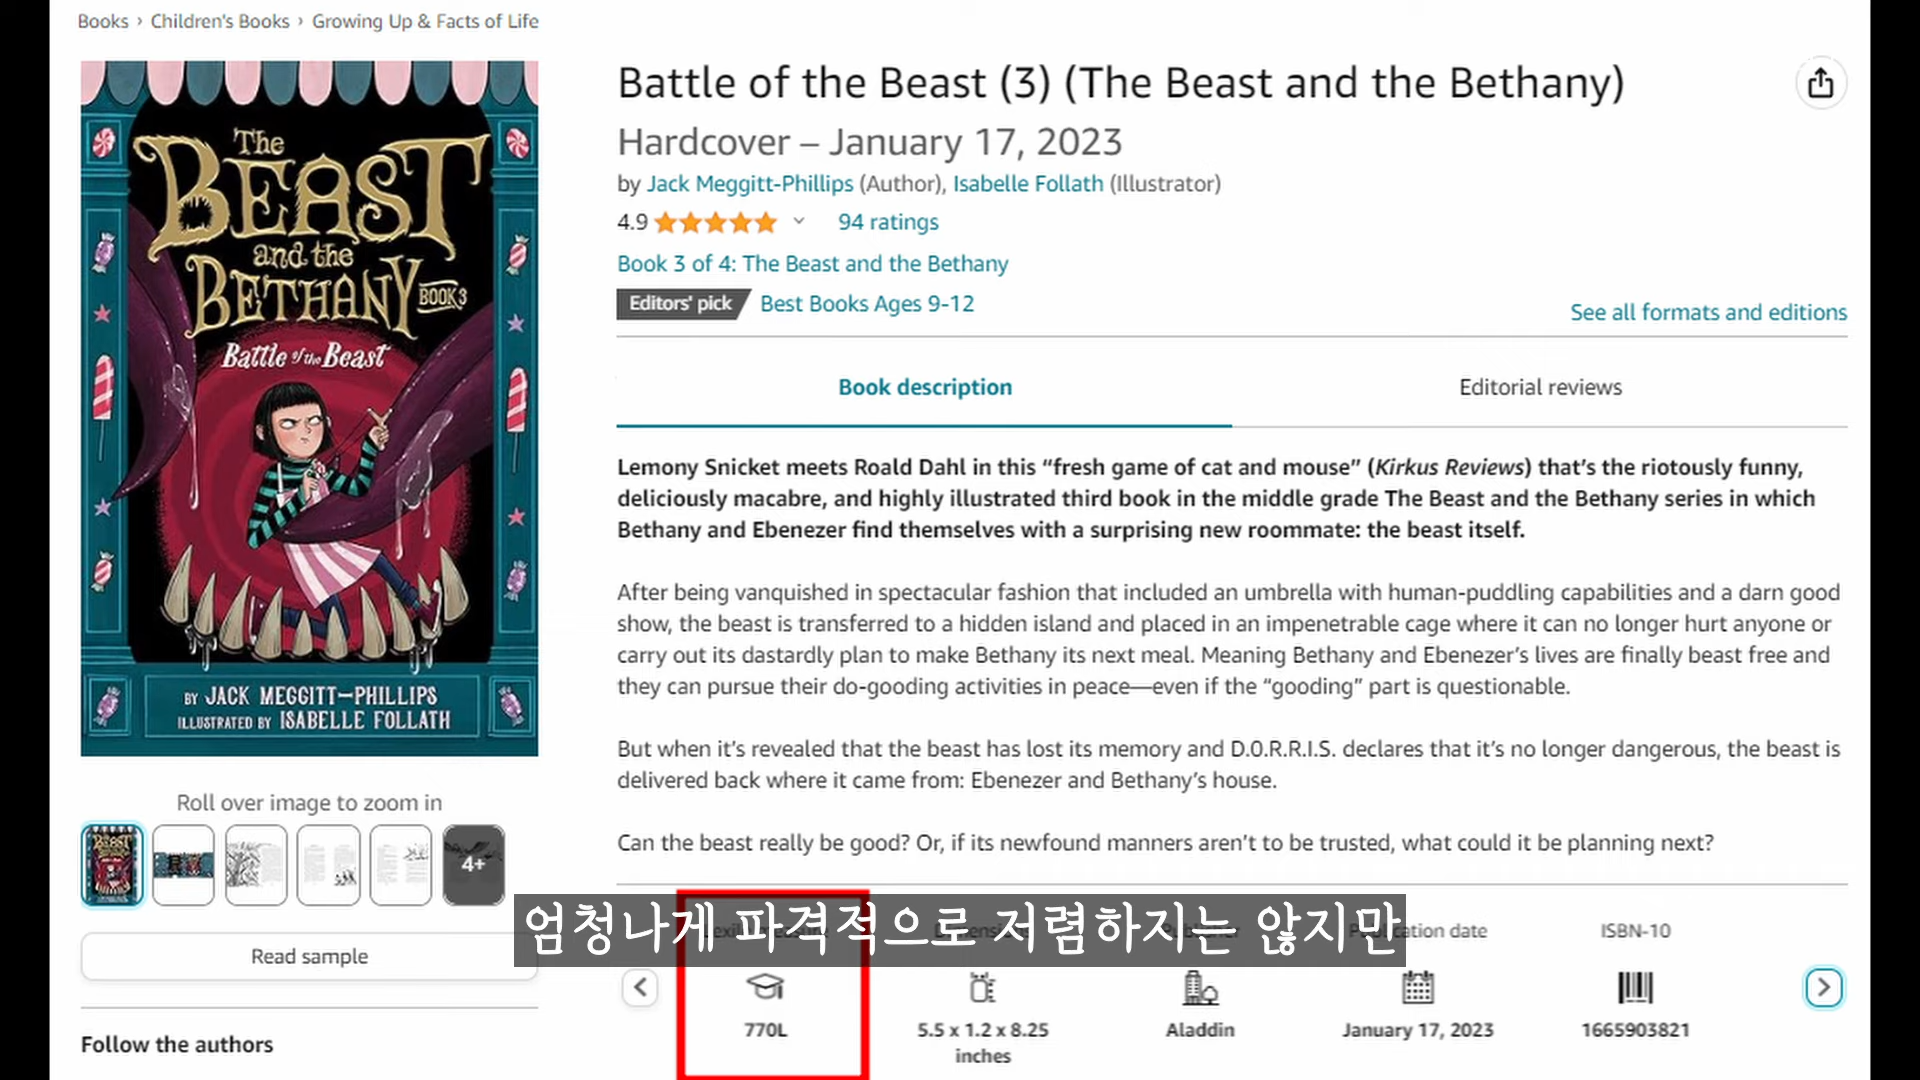 Books › Children's Books › Growing Up & Facts of Life
The
BEAST
and the
BETHANY
BOOK 3
Battle of the Beast
BY JACK MEGGITT-PHILLIPS
ILLUSTRATED BY ISABELLE FOLLATH
Roll over image to zoom in
4+
Read sample
Follow the authors
Battle of the Beast (3) (The Beast and the Bethany)
Hardcover – January 17, 2023
by Jack Meggitt-Phillips (Author), Isabelle Follath (Illustrator)
4.9 94 ratings
Book 3 of 4: The Beast and the Bethany
Editors' pick Best Books Ages 9-12
See all formats and editions
Book description Editorial reviews
Lemony Snicket meets Roald Dahl in this “fresh game of cat and mouse” (Kirkus Reviews) that’s the riotously funny,
deliciously macabre, and highly illustrated third book in the middle grade The Beast and the Bethany series in which
Bethany and Ebenezer find themselves with a surprising new roommate: the beast itself.
After being vanquished in spectacular fashion that included an umbrella with human-puddling capabilities and a darn good
show, the beast is transferred to a hidden island and placed in an impenetrable cage where it can no longer hurt anyone or
carry out its dastardly plan to make Bethany its next meal. Meaning Bethany and Ebenezer’s lives are finally beast free and
they can pursue their do-gooding activities in peace—even if the “gooding” part is questionable.
But when it’s revealed that the beast has lost its memory and D.O.R.R.I.S. declares that it’s no longer dangerous, the beast is
delivered back where it came from: Ebenezer and Bethany’s house.
Can the beast really be good? Or, if its newfound manners aren’t to be trusted, what could it be planning next?
엄청나게 파격적으로 저렴하지는 않지만
date ISBN-10
770L
5.5 x 1.2 x 8.25
inches
Aladdin
January 17, 2023
1665903821